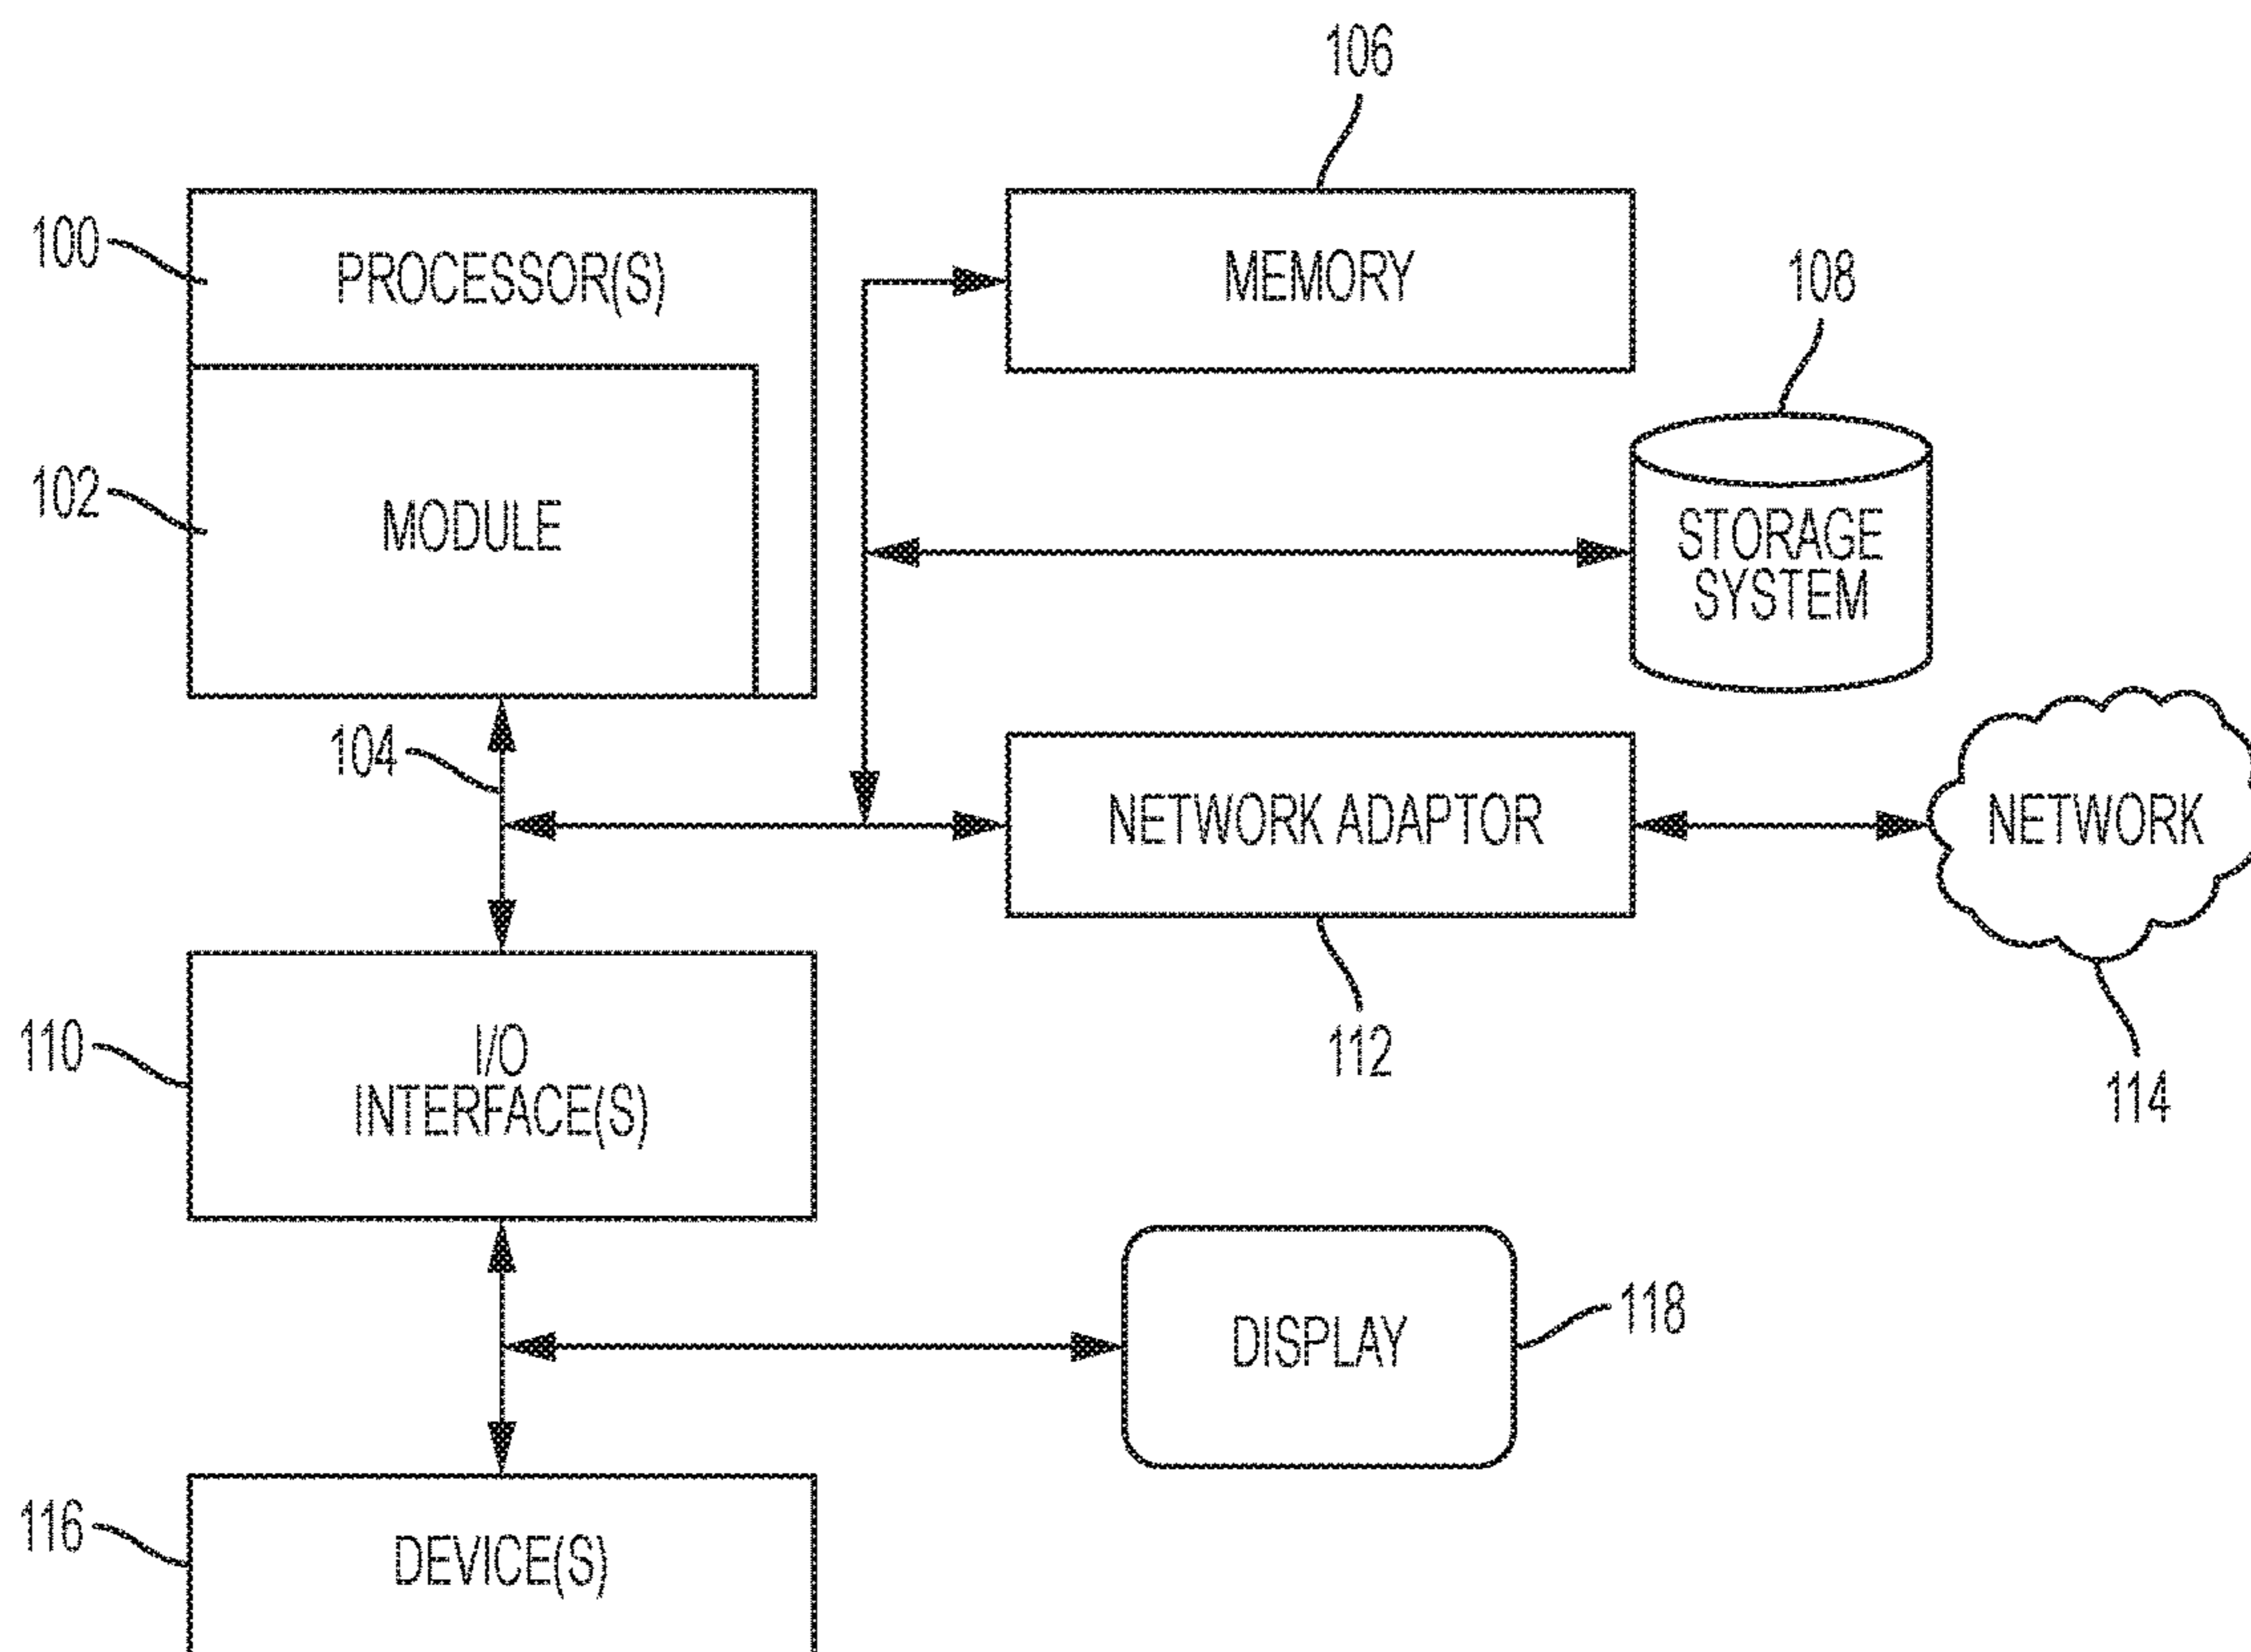 106
100
PROCESSOR(S)
MEMORY
108
102
MODULE
STORAGE
SYSTEM
104
NETWORK ADAPTOR
NETWORK
110
I/O
INTERFACE(S)
112
114
DISPLAY
118
116
DEVICE(S)